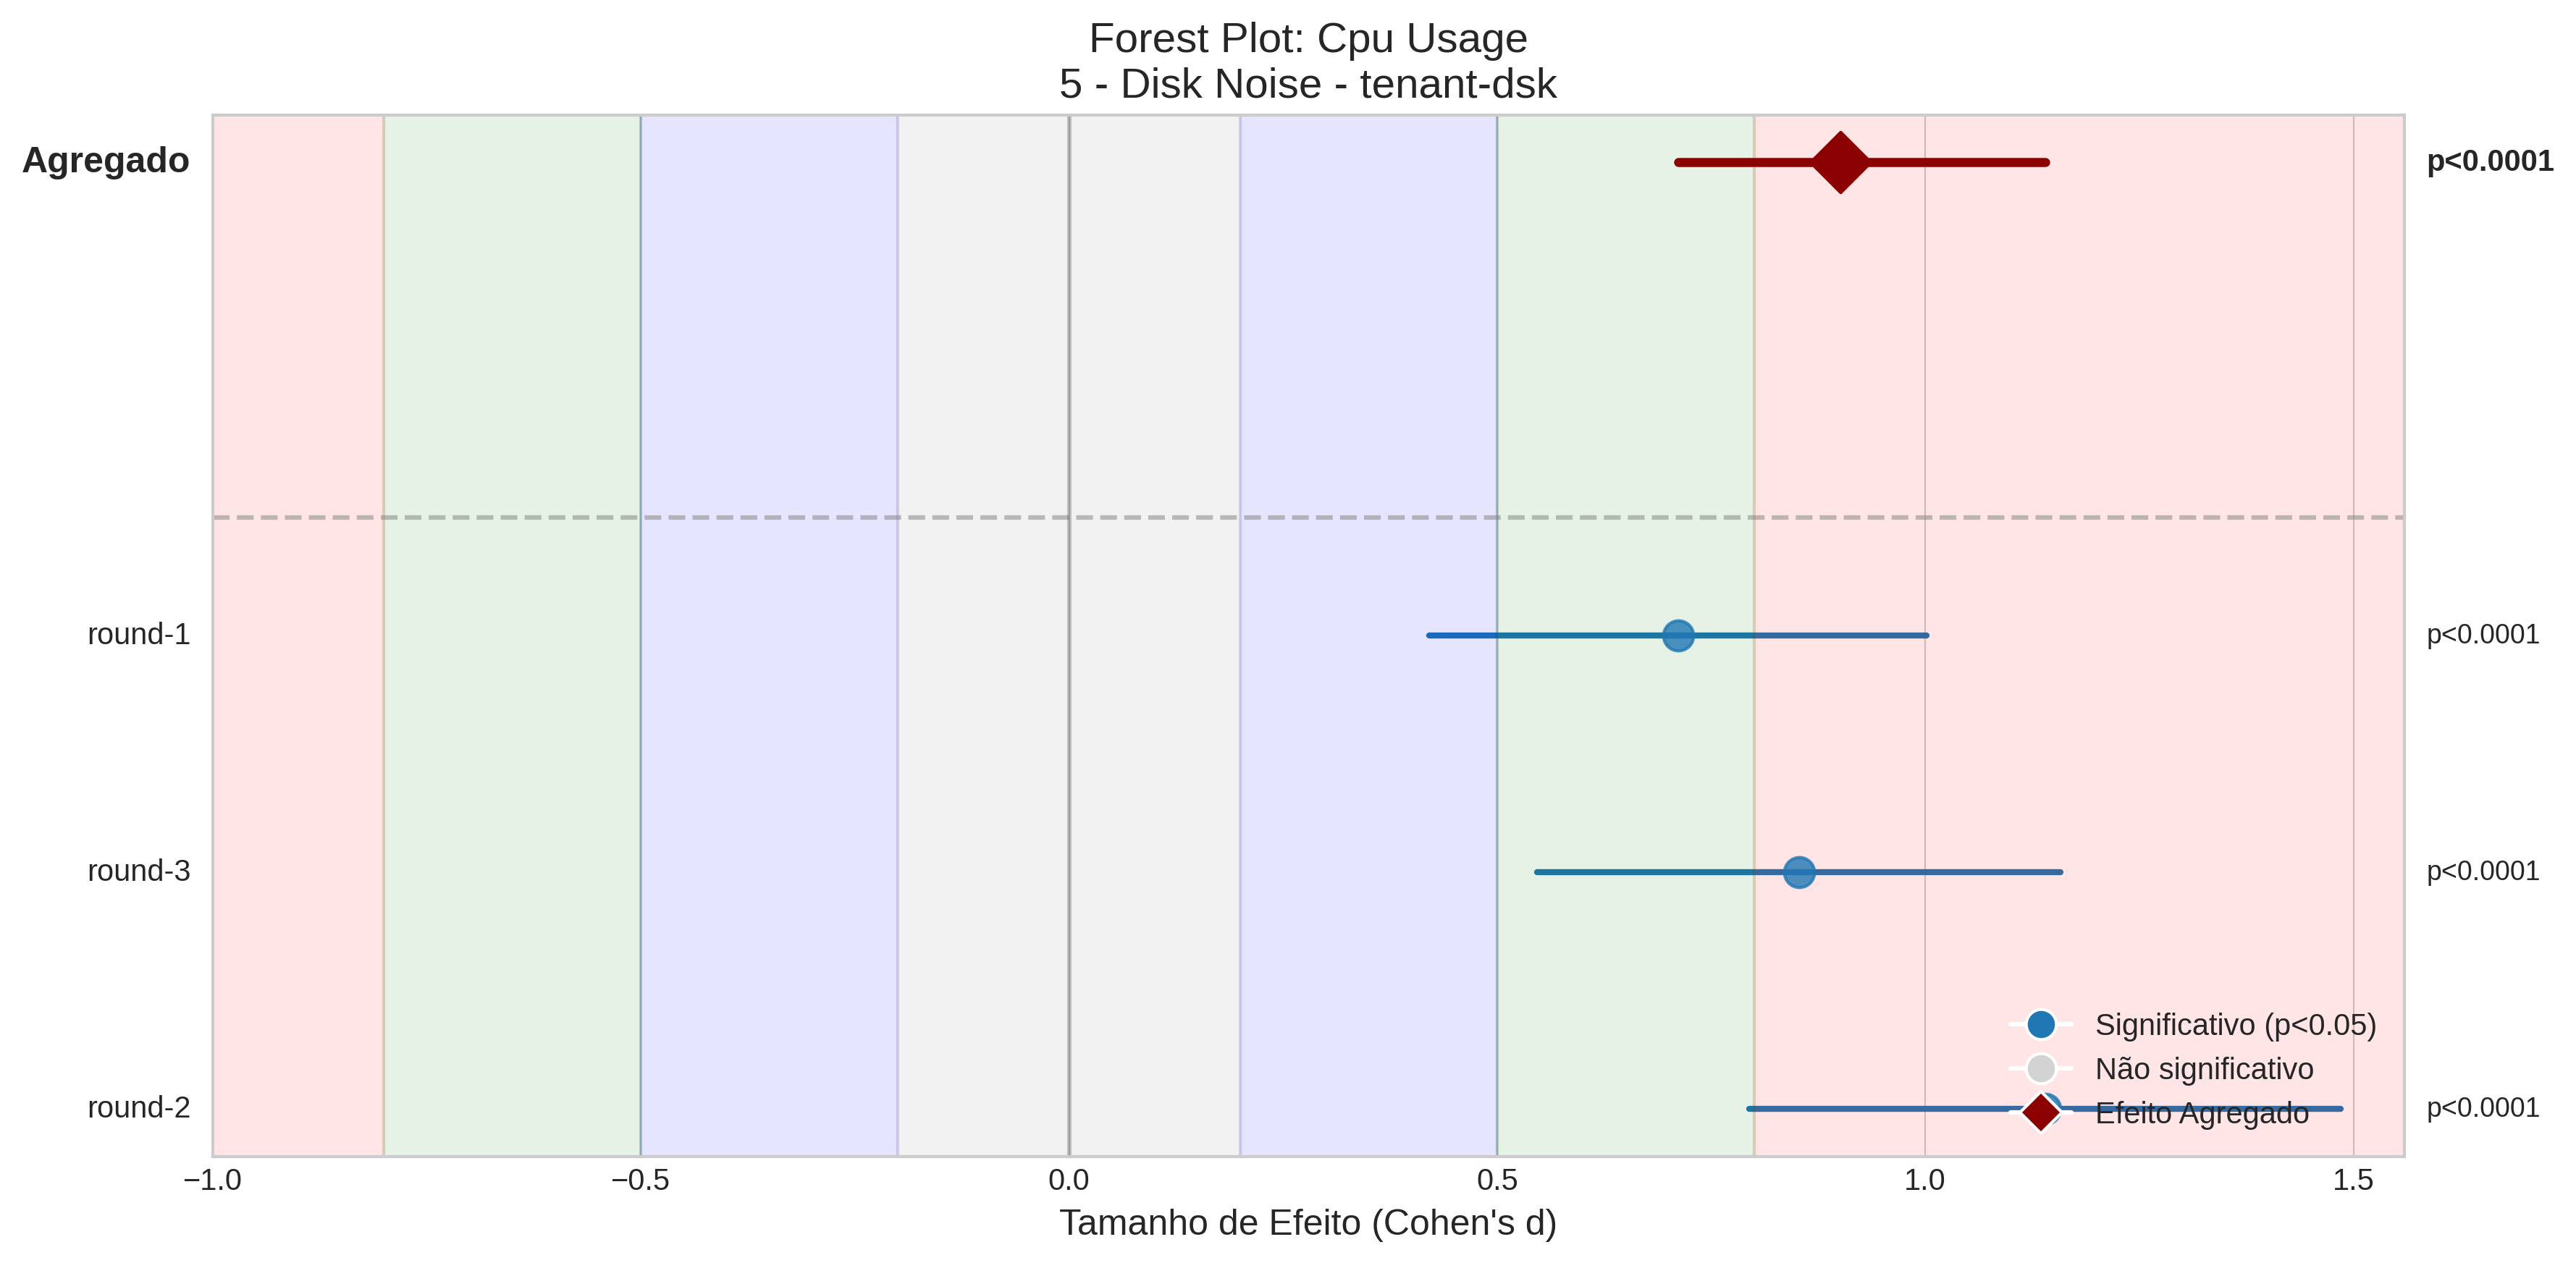 Forest Plot: Cpu Usage
5 - Disk Noise - tenant-dsk
Agregado
p<0.0001
round-1
p<0.0001
round-3
p<0.0001
Significativo (p<0.05)
Não significativo
round-2
Efeito Agregado
p<0.0001
−1.0
−0.5
0.0
0.5
1.0
1.5
Tamanho de Efeito (Cohen's d)